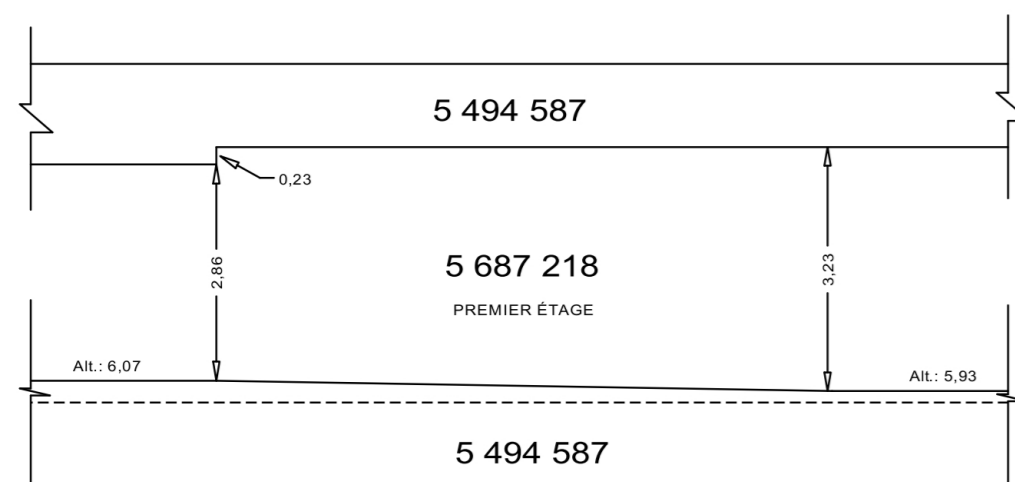 5 494 587
0,23
2,86
3,23
5 687 218
PREMIER ÉTAGE
Alt.: 6,07
Alt.: 5,93
5 494 587